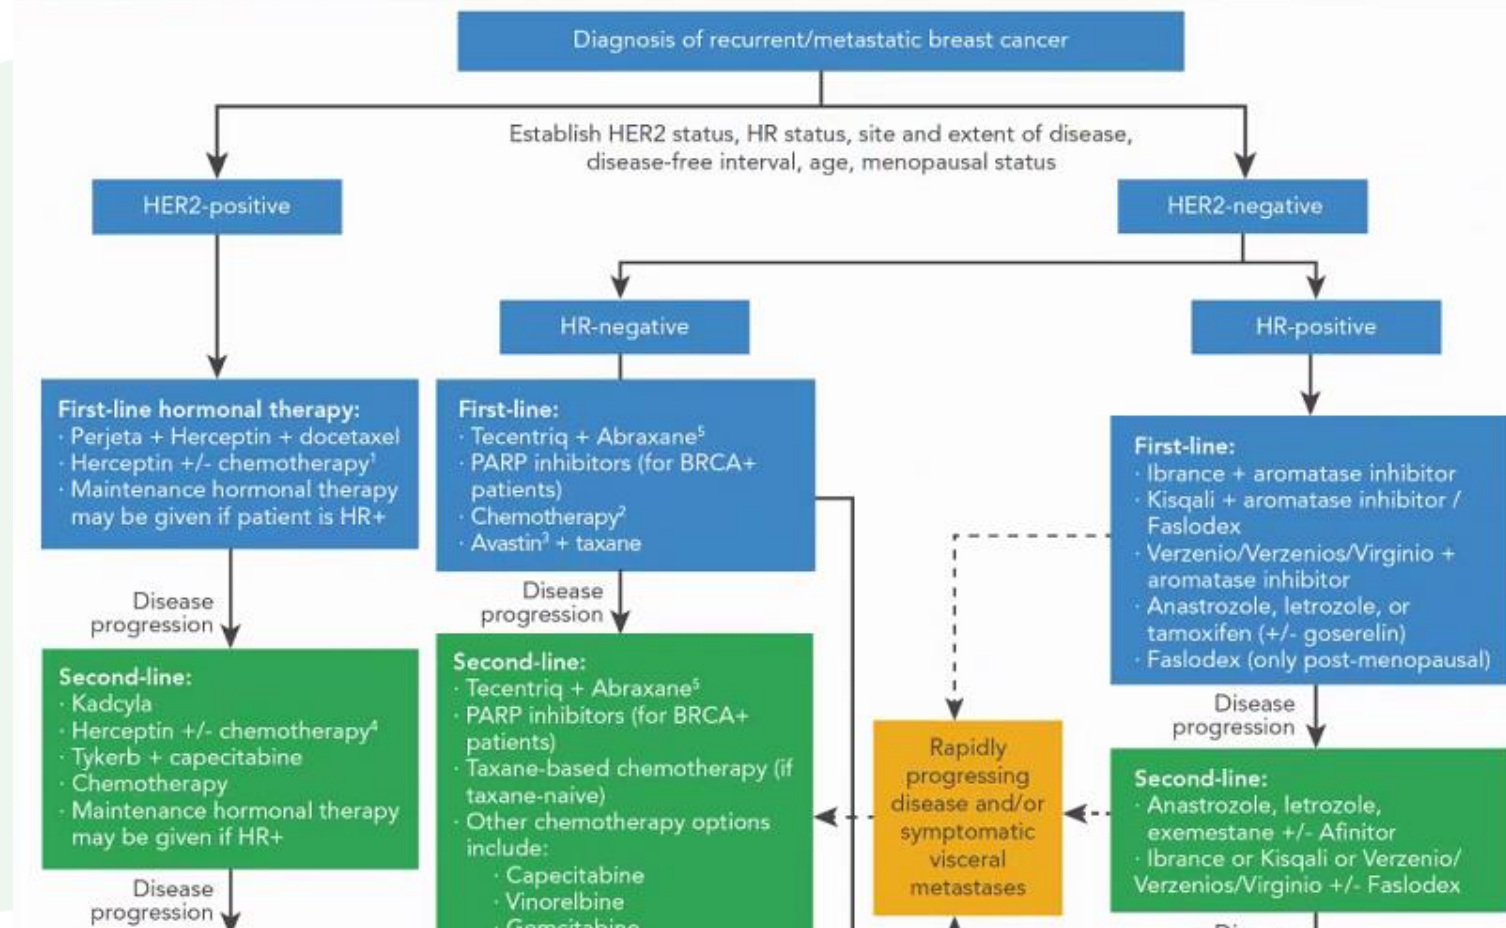 Diagnosis of recurrent/metastatic breast cancer
Establish HER2 status, HR status, site and extent of disease,
disease-free interval, age, menopausal status
HER2-positive
HER2-negative
HR-negative
HR-positive
First-line hormonal therapy:
· Perjeta + Herceptin + docetaxel
· Herceptin +/- chemotherapy¹
· Maintenance hormonal therapy
may be given if patient is HR+
First-line:
· Tecentriq + Abraxane⁵
· PARP inhibitors (for BRCA+
patients)
· Chemotherapy²
· Avastin³ + taxane
First-line:
· Ibrance + aromatase inhibitor
· Kisqali + aromatase inhibitor /
Faslodex
· Verzenio/Verzenios/Virginio +
aromatase inhibitor
· Anastrozole, letrozole, or
tamoxifen (+/- goserelin)
· Faslodex (only post-menopausal)
Disease
progression
Disease
progression
Disease
progression
Second-line:
· Kadcyla
· Herceptin +/- chemotherapy⁴
· Tykerb + capecitabine
· Chemotherapy
· Maintenance hormonal therapy
may be given if HR+
Second-line:
· Tecentriq + Abraxane⁵
· PARP inhibitors (for BRCA+
patients)
· Taxane-based chemotherapy (if
taxane-naive)
· Other chemotherapy options
include:
· Capecitabine
· Vinorelbine
· Gemcitabine
Rapidly
progressing
disease and/or
symptomatic
visceral
metastases
Second-line:
· Anastrozole, letrozole,
exemestane +/- Afinitor
· Ibrance or Kisqali or Verzenio/
Verzenios/Virginio +/- Faslodex
Disease
progression